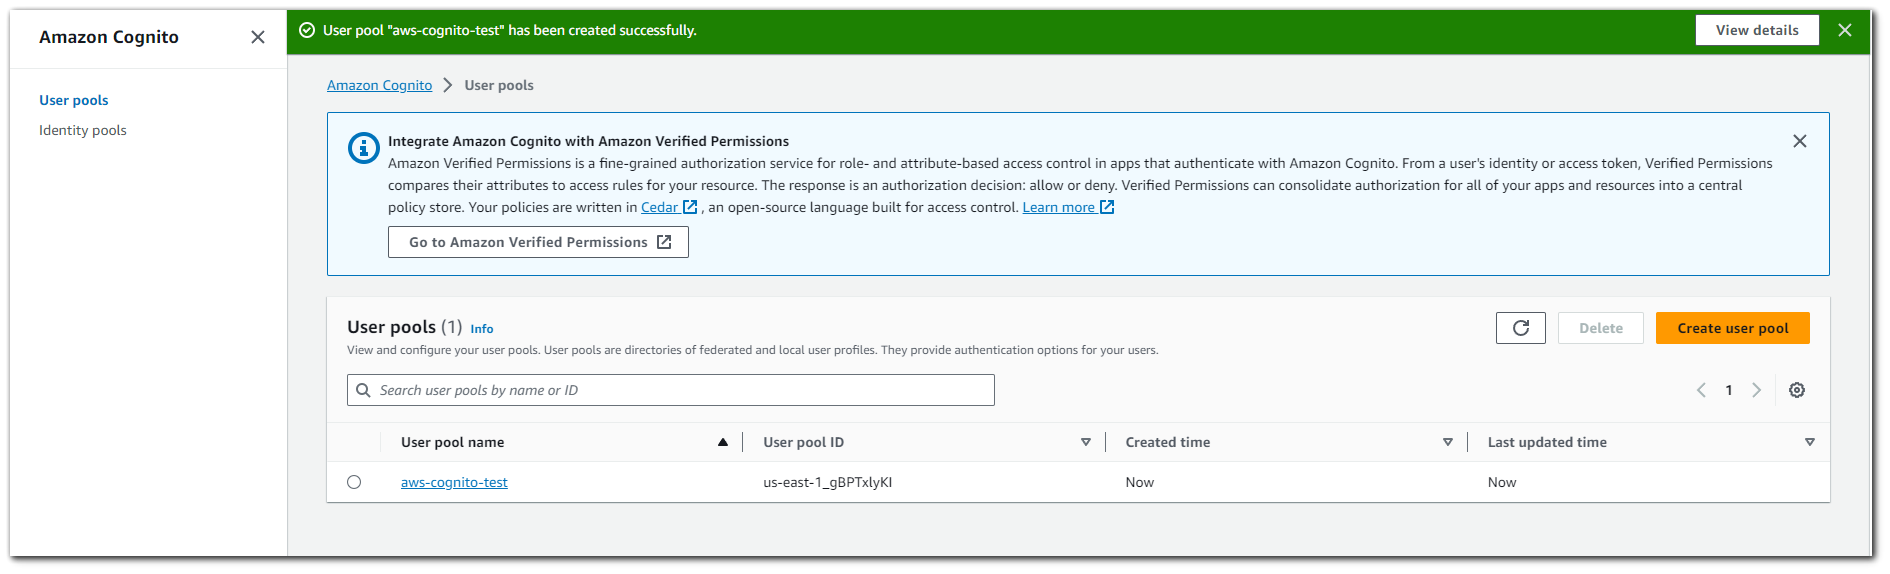 Amazon Cognito
User pools
Identity pools
User pool "aws-cognito-test" has been created successfully.
View details
Amazon Cognito
User pools
Integrate Amazon Cognito with Amazon Verified Permissions
Amazon Verified Permissions is a fine-grained authorization service for role- and attribute-based access control in apps that authenticate with Amazon Cognito. From a user's identity or access token, Verified Permissions
compares their attributes to access rules for your resource. The response is an authorization decision: allow or deny. Verified Permissions can consolidate authorization for all of your apps and resources into a central
policy store. Your policies are written in Cedar , an open-source language built for access control. Learn more
Go to Amazon Verified Permissions
User pools (1) Info
View and configure your user pools. User pools are directories of federated and local user profiles. They provide authentication options for your users.
Delete
Create user pool
Search user pools by name or ID
1
User pool name User pool ID Created time Last updated time
aws-cognito-test us-east-1_gBPTxlyKI Now Now